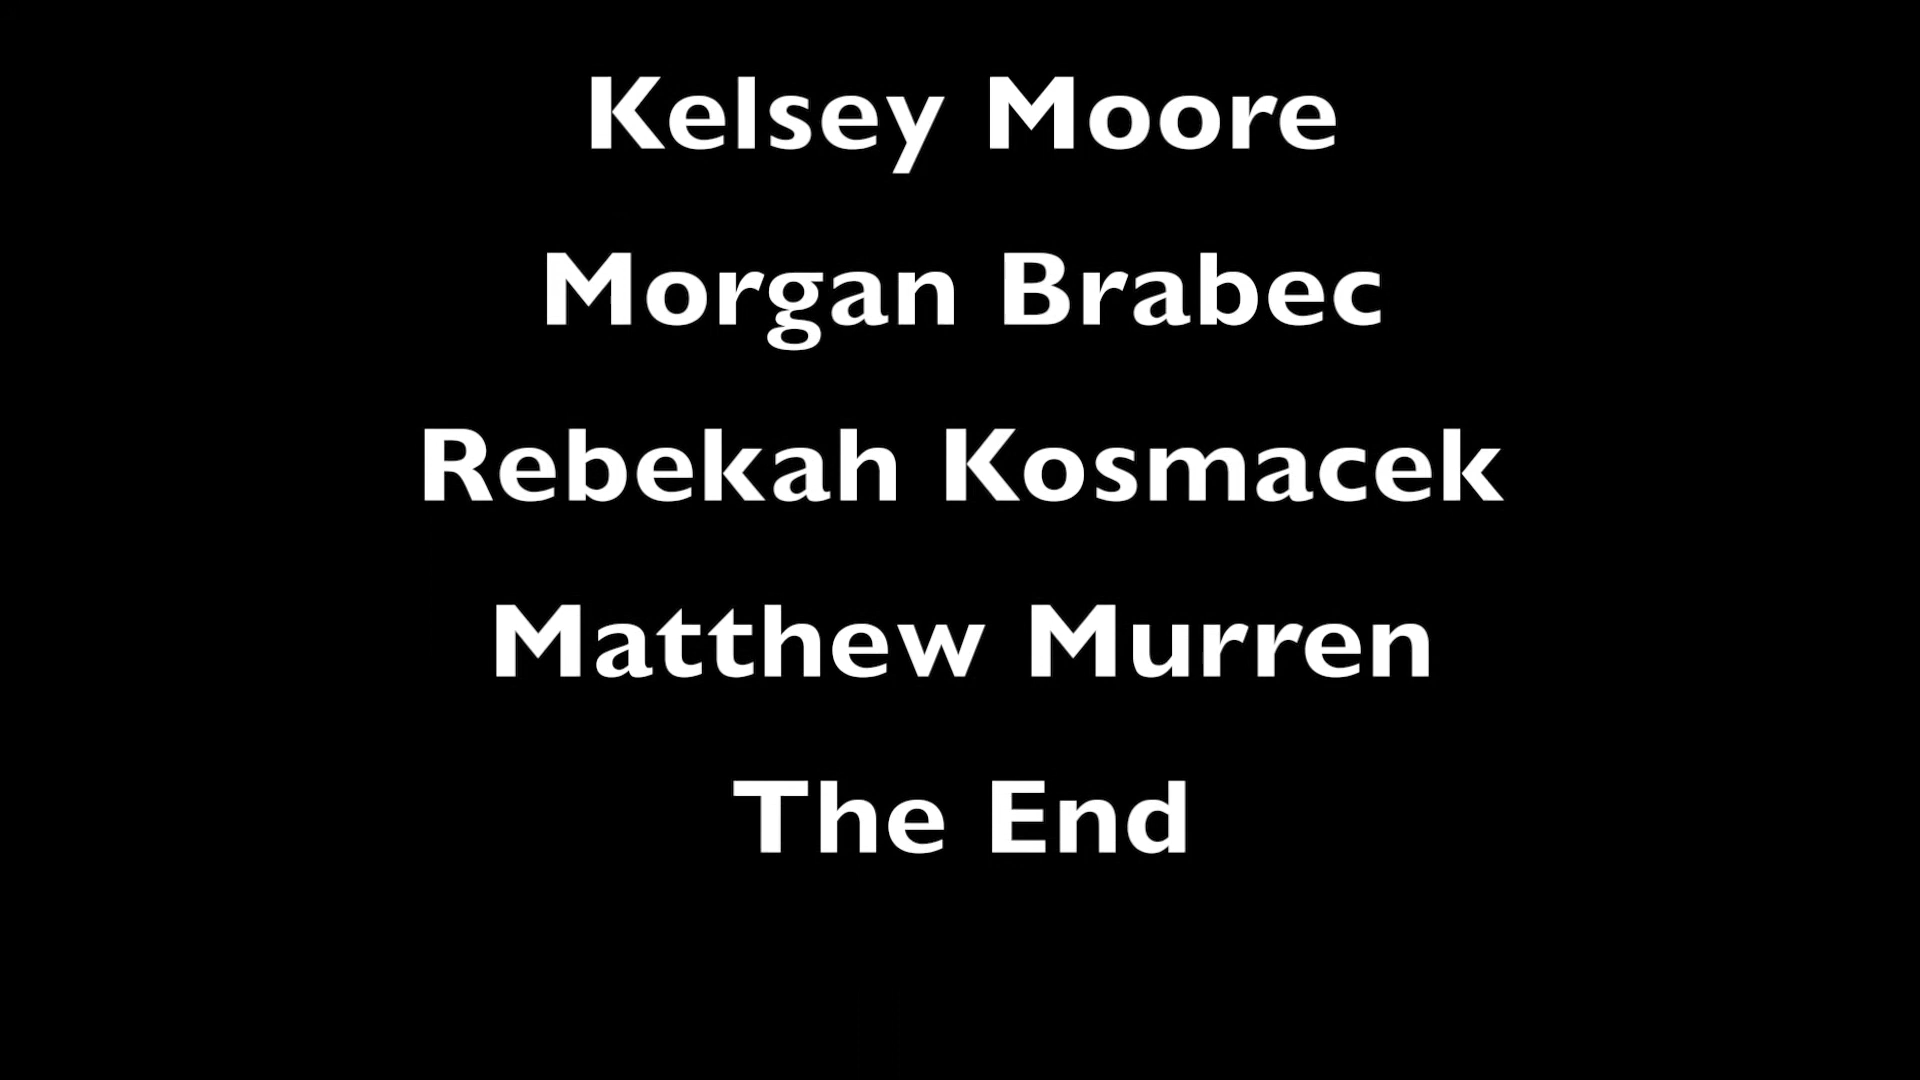 Kelsey Moore
Morgan Brabec
Rebekah Kosmacek
Matthew Murren
The End